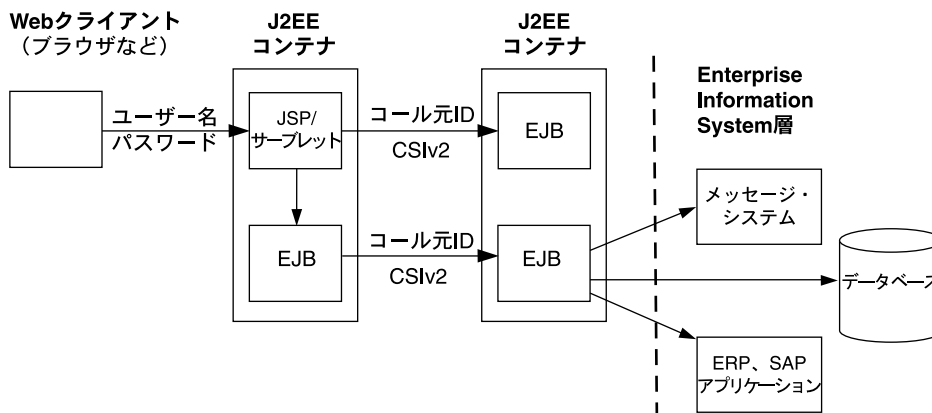 Webクライアント
（ブラウザなど）
J2EE
コンテナ
J2EE
コンテナ
Enterprise
Information
System層
ユーザー名
パスワード
JSP/
サーブレット
コール元ID
CSIv2
EJB
EJB
コール元ID
CSIv2
EJB
メッセージ・
システム
データベース
ERP、SAP
アプリケーション